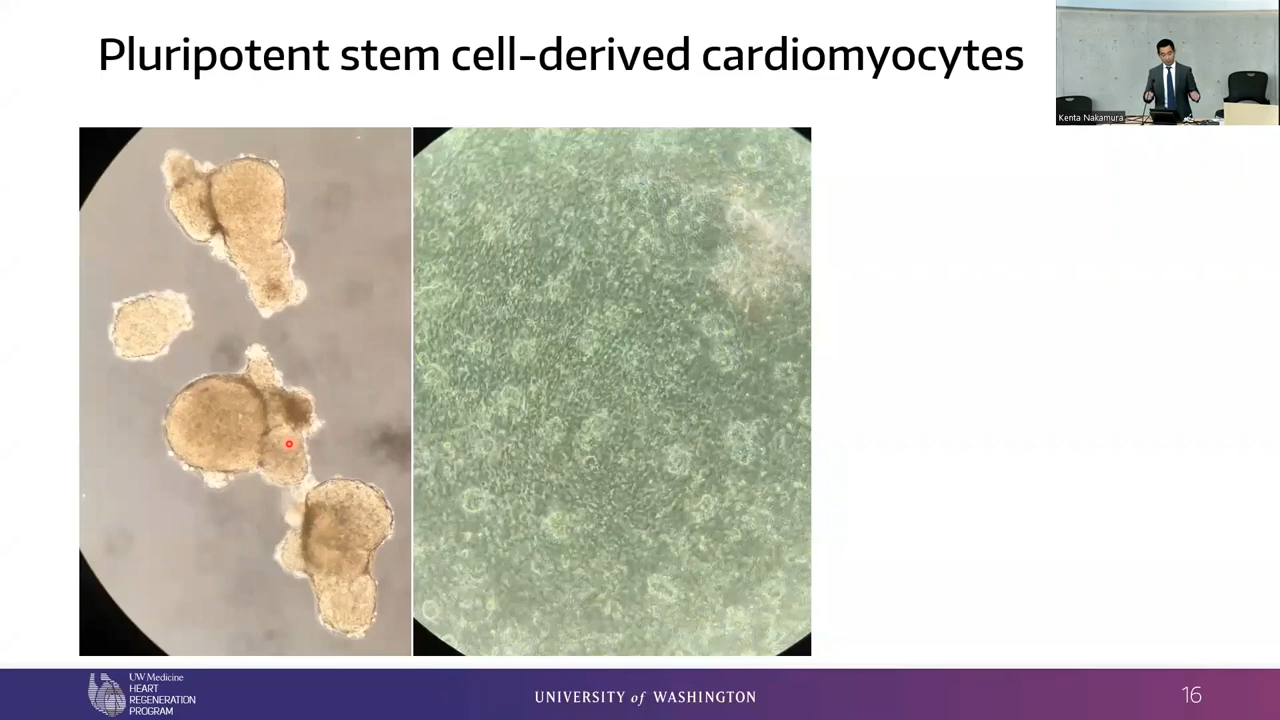 Pluripotent stem cell-derived cardiomyocytes
Kenta Nakamura
UW Medicine
HEART
REGENERATION
PROGRAM
UNIVERSITY of WASHINGTON
16